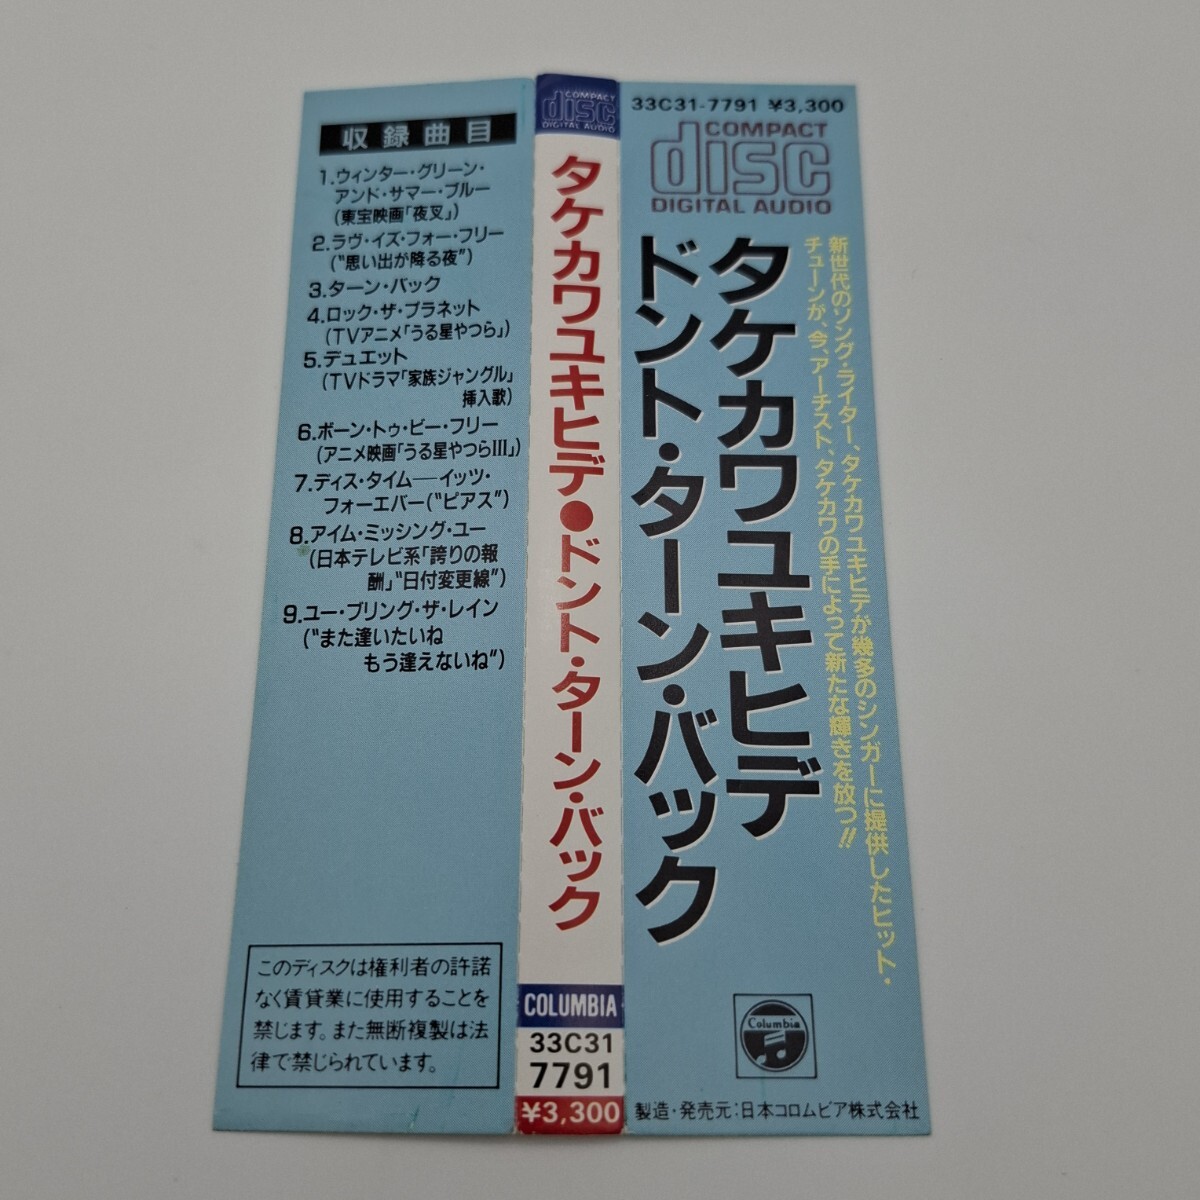 収録曲目
1.ウィンター・グリーン・
アンド・サマー・ブルー
(東宝映画「夜叉」)
2.ラヴ・イズ・フォー・フリー
(“思い出が降る夜”)
3.ターン・バック
4.ロック・ザ・プラネット
(TVアニメ「うる星やつら」)
5.デュエット
(TVドラマ「家族ジャングル」
挿入歌)
6.ボーン・トゥ・ビー・フリー
(アニメ映画「うる星やつらIII」)
7.ディス・タイム―イッツ・
フォーエバー(“ピアス”)
8.アイム・ミッシング・ユー
(日本テレビ系「誇りの報
酬」“日付変更線”)
9.ユー・ブリング・ザ・レイン
(“また逢いたいね
もう逢えないね”)
このディスクは権利者の許諾
なく賃貸業に使用することを
禁じます。また無断複製は法
律で禁じられています。
COMPACT
disc
DIGITAL AUDIO
タケカワユキヒデ●ドント・ターン・バック
COLUMBIA
33C31
7791
¥3,300
33C31-7791 ¥3,300
COMPACT
disc
DIGITAL AUDIO
新世代のソング・ライター、タケカワユキヒデが幾多のシンガーに提供したヒット・
チューンが、今、アーチスト、タケカワの手によって新たな輝きを放つ!!
タケカワユキヒデ
ドント・ターン・バック
Columbia
製造・発売元:日本コロムビア株式会社